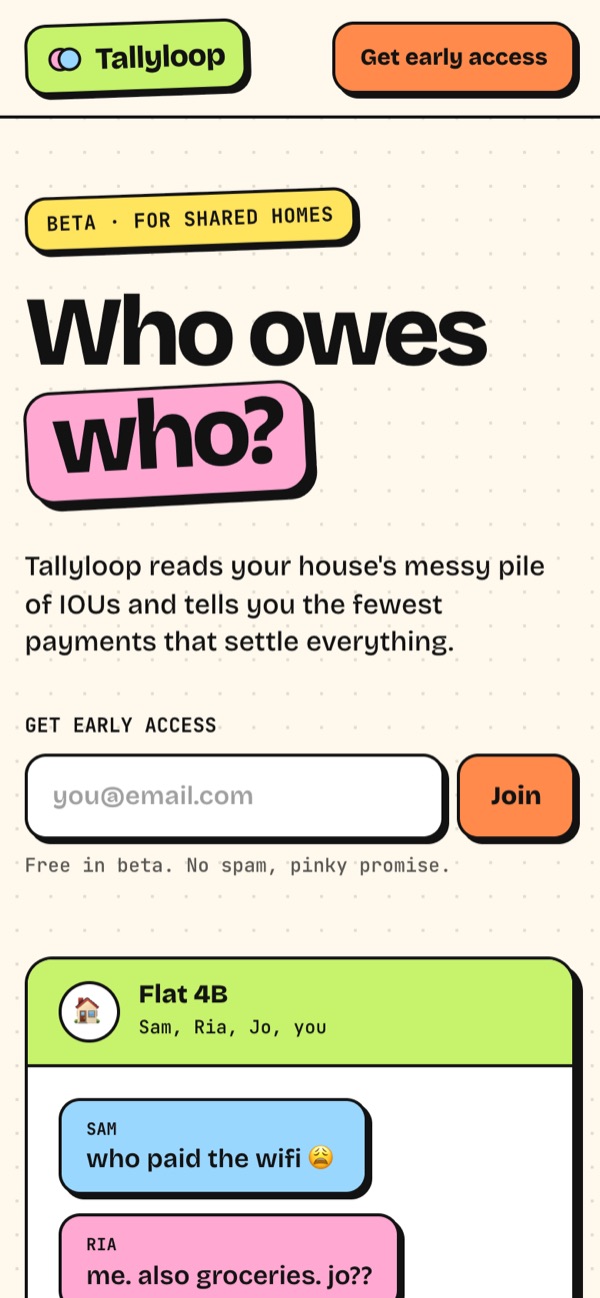 Tallyloop
Get early access
BETA · FOR SHARED HOMES
Who owes
who?
Tallyloop reads your house's messy pile
of IOUs and tells you the fewest
payments that settle everything.
GET EARLY ACCESS
you@email.com
Join
Free in beta. No spam, pinky promise.
Flat 4B
Sam, Ria, Jo, you
SAM
who paid the wifi 😩
RIA
me. also groceries. jo??